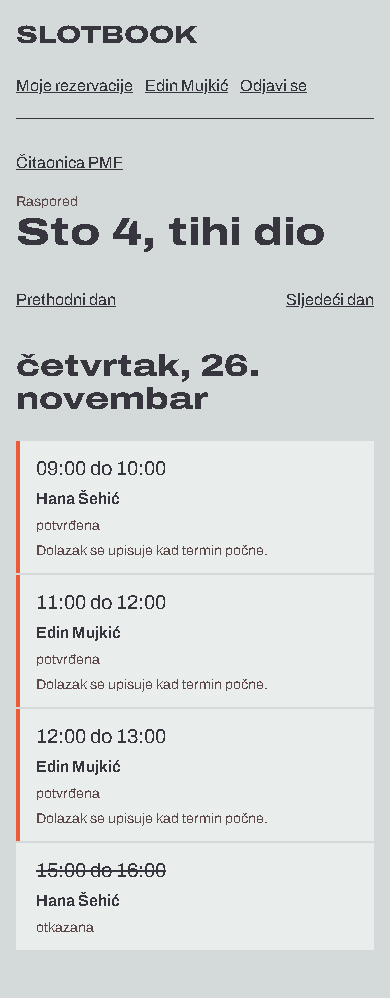 SLOTBOOK
Moje rezervacije Edin Mujkić Odjavi se
Čitaonica PMF
Raspored
Sto 4, tihi dio
Prethodni dan Sljedeći dan
četvrtak, 26.
novembar
09:00 do 10:00
Hana Šehić
potvrđena
Dolazak se upisuje kad termin počne.
11:00 do 12:00
Edin Mujkić
potvrđena
Dolazak se upisuje kad termin počne.
12:00 do 13:00
Edin Mujkić
potvrđena
Dolazak se upisuje kad termin počne.
15:00 do 16:00
Hana Šehić
otkazana